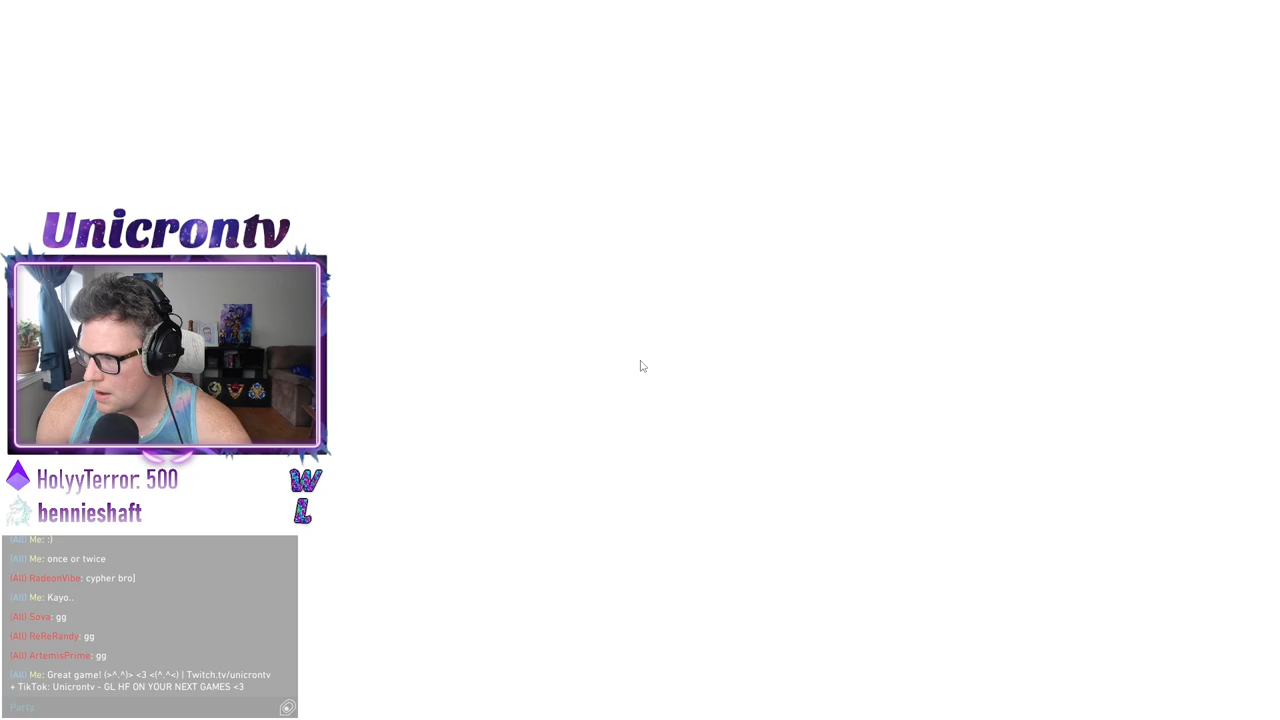 Unicrontv
HolyyTerror: 500
W
bennieshaft
L
(All) Me: :)
(All) Me: once or twice
(All) RadeonVibe: cypher bro]
(All) Me: Kayo..
(All) Sova: gg
(All) ReReRandy: gg
(All) ArtemisPrime: gg
(All) Me: Great game! (>^.^)> <3 <(^.^<) | Twitch.tv/unicrontv
+ TikTok: Unicrontv - GL HF ON YOUR NEXT GAMES <3
Party